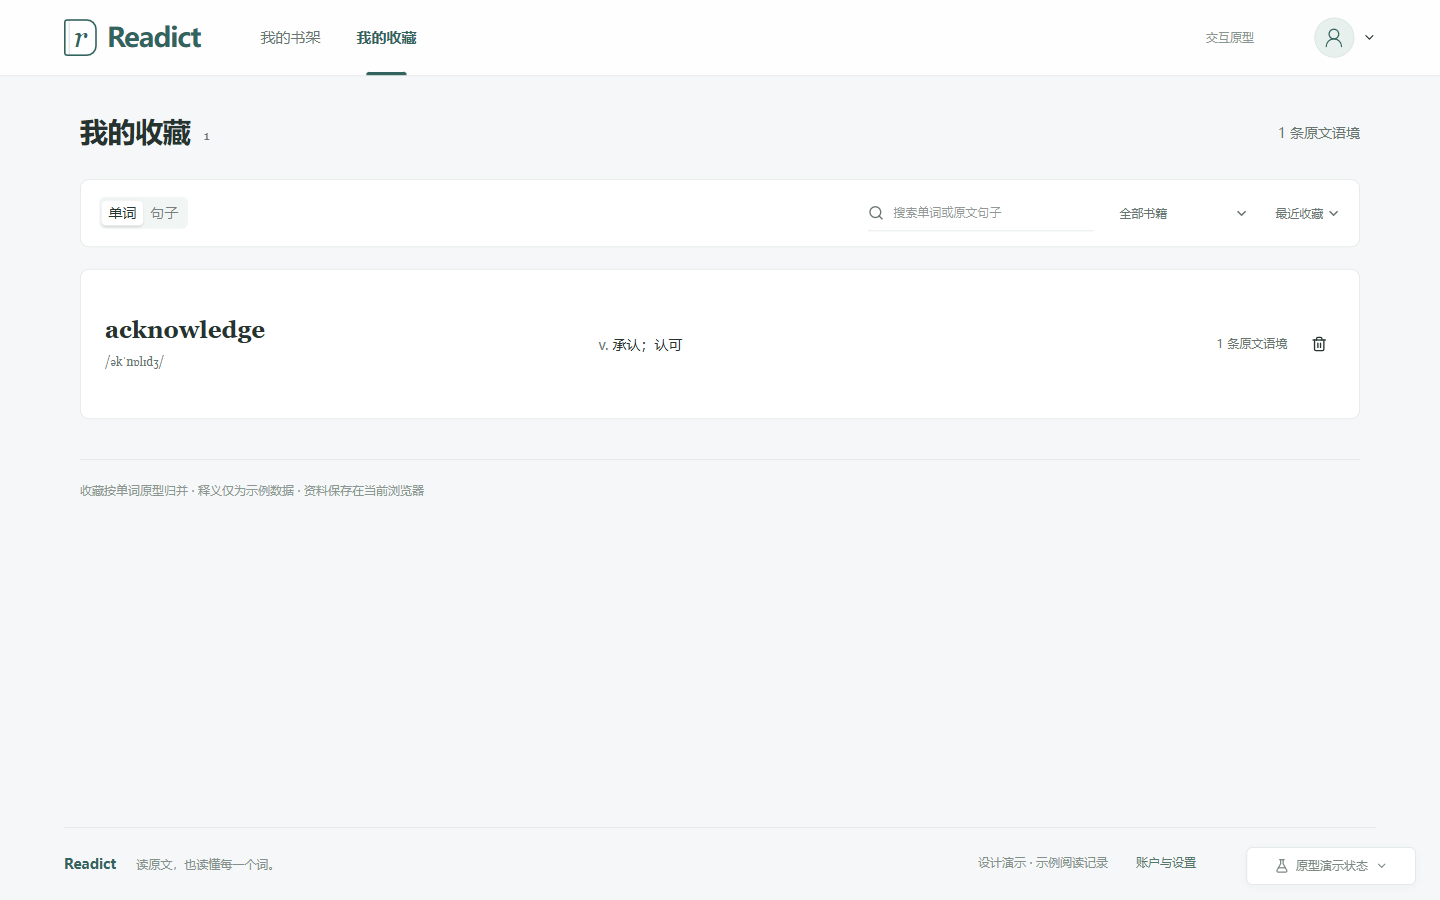 r Readict 我的书架 我的收藏 交互原型
我的收藏 1 1 条原文语境
单词 句子 搜索单词或原文句子 全部书籍 最近收藏
acknowledge
/əkˈnɒlɪdʒ/
v. 承认；认可 1 条原文语境
收藏按单词原型归并 · 释义仅为示例数据 · 资料保存在当前浏览器
Readict 读原文，也读懂每一个词。 设计演示 · 示例阅读记录 账户与设置 原型演示状态